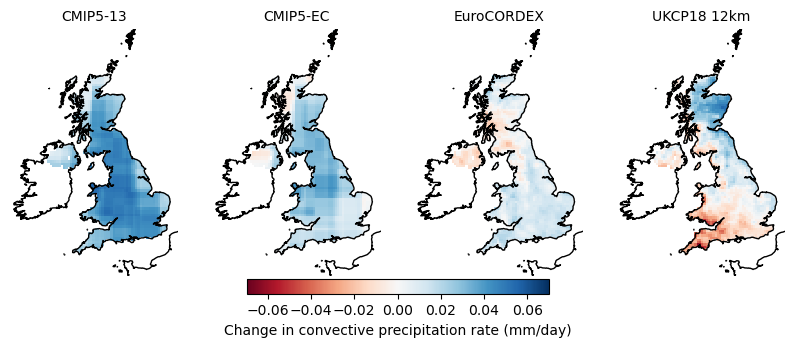 CMIP5-13 CMIP5-EC EuroCORDEX UKCP18 12km
−0.06 −0.04 −0.02 0.00 0.02 0.04 0.06
Change in convective precipitation rate (mm/day)